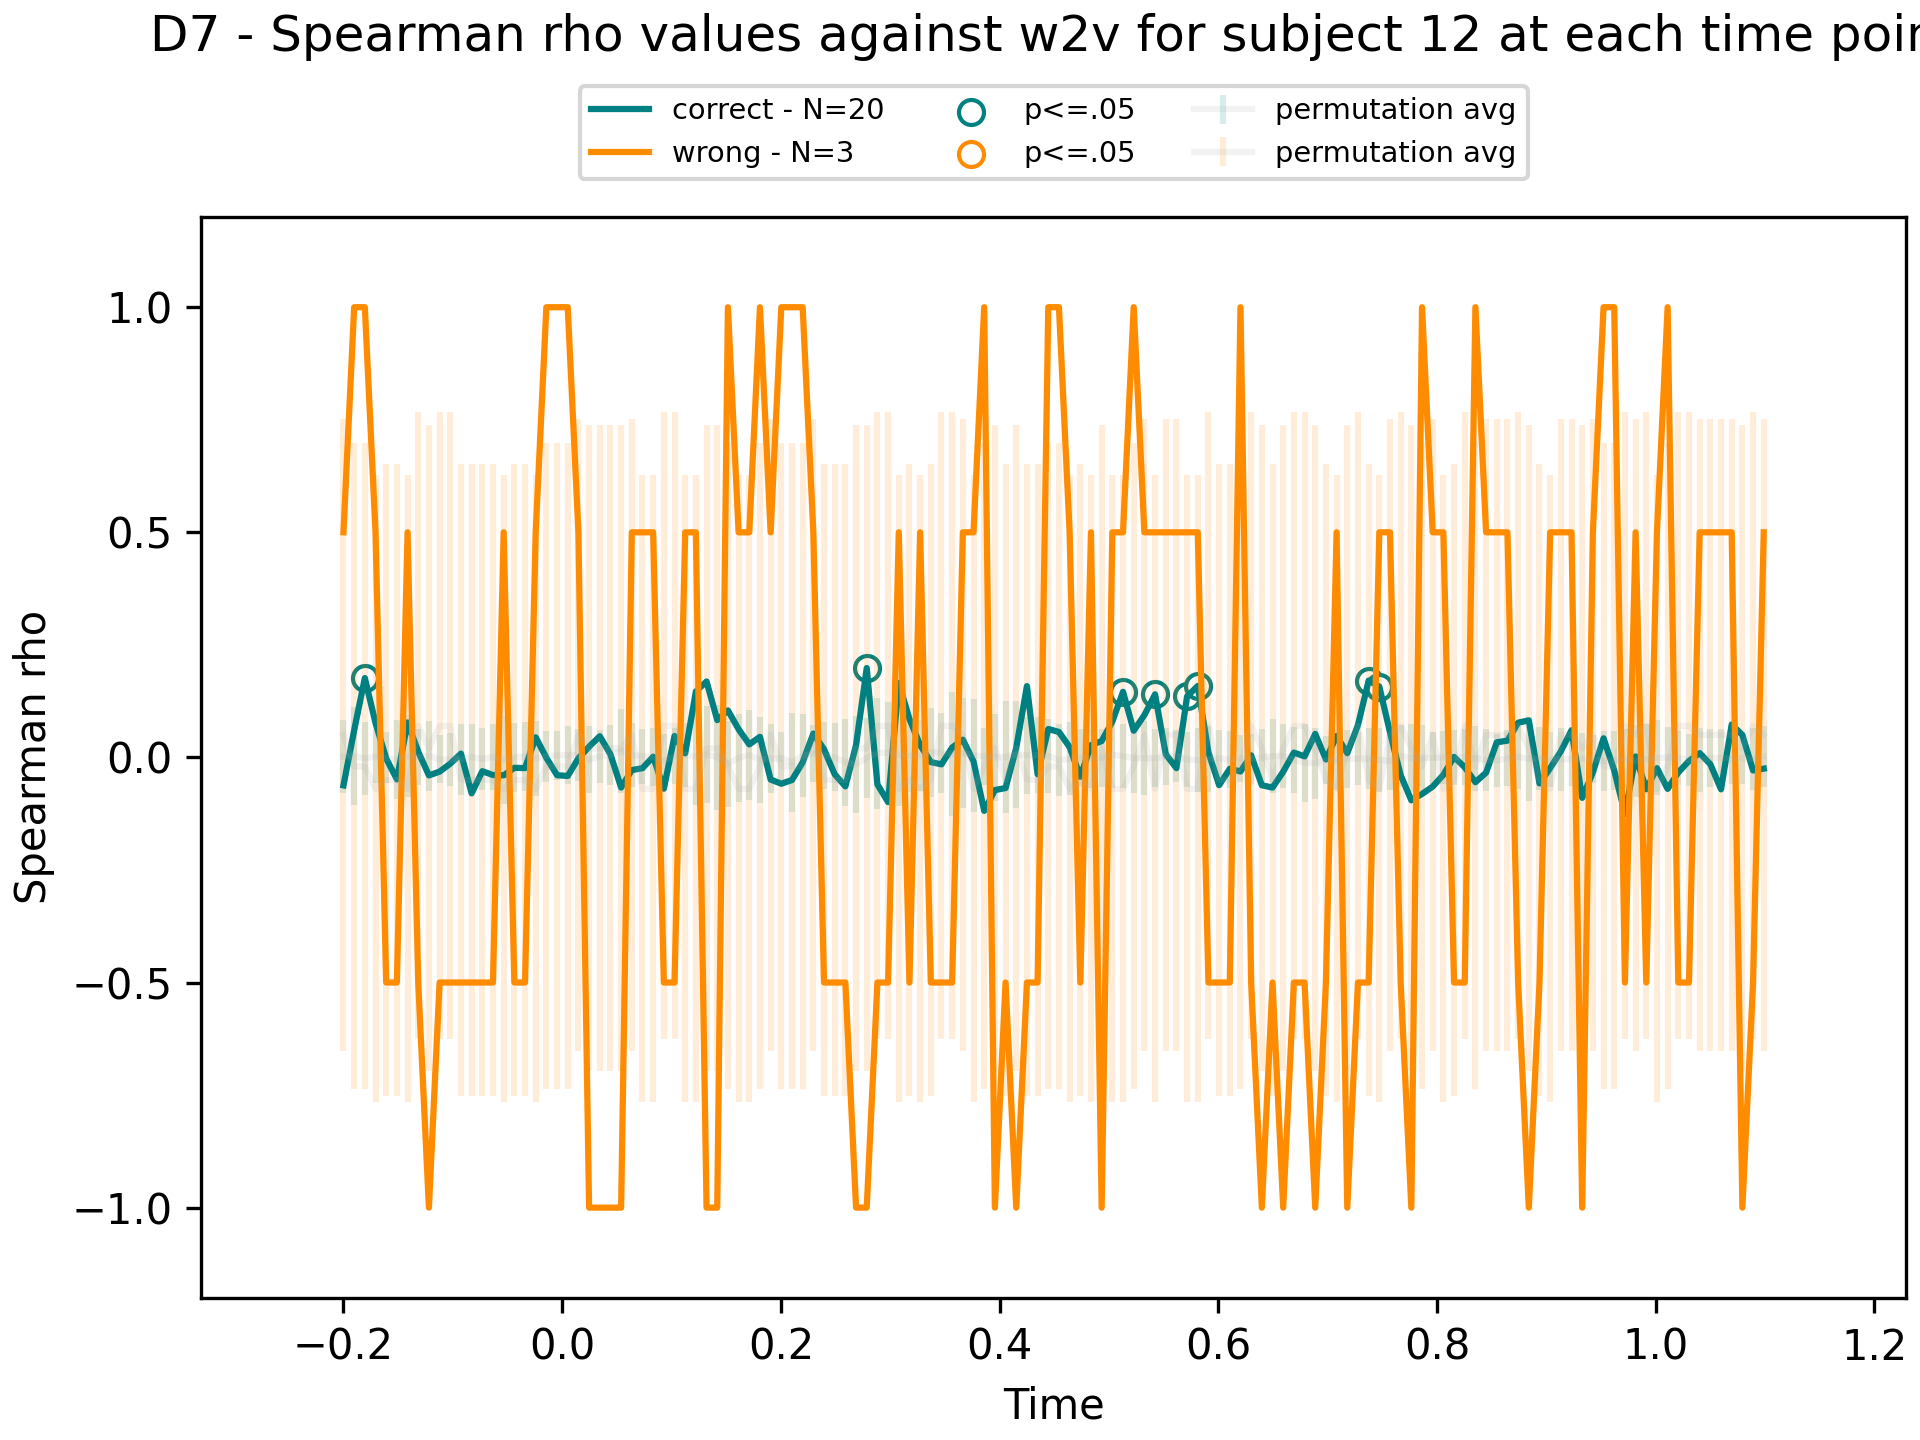 D7 - Spearman rho values against w2v for subject 12 at each time
correct - N=20
wrong - N=3
p<=.05
p<=.05
permutation avg
permutation avg
1.0
0.5
0.0
−0.5
−1.0
Spearman rho
−0.2
0.0
0.2
0.4
0.6
0.8
1.0
1.2
Time